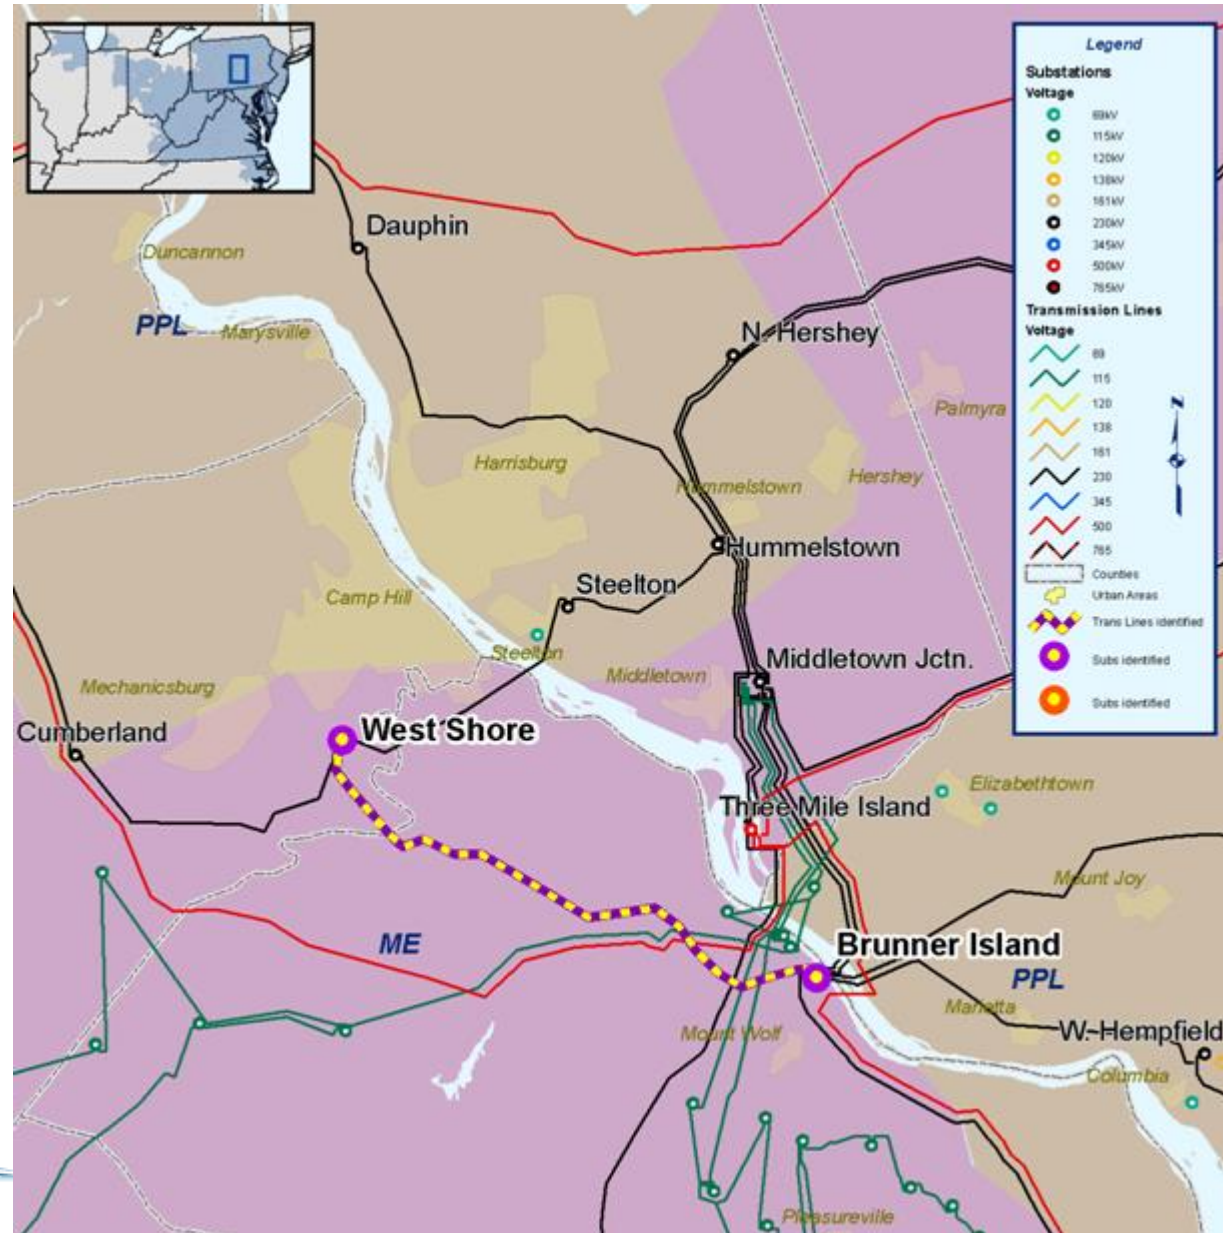 Legend
Substations
Voltage
69kV
115kV
120kV
138kV
161kV
230kV
345kV
500kV
765kV
Transmission Lines
Voltage
69
115
120
138
161
230
345
500
765
Counties
Urban Areas
Trans Lines identified
Subs identified
Subs identified
N
Dauphin
Duncannon
PPL
Marysville
N. Hershey
Palmyra
Harrisburg
Hummelstown
Hershey
Hummelstown
Steelton
Camp Hill
Steelton
Middletown
Middletown Jctn.
Mechanicsburg
Cumberland
West Shore
Three Mile Island
Elizabethtown
Mount Joy
ME
Brunner Island
PPL
Marietta
Mount Wolf
W. Hempfield
Columbia
Pleasureville